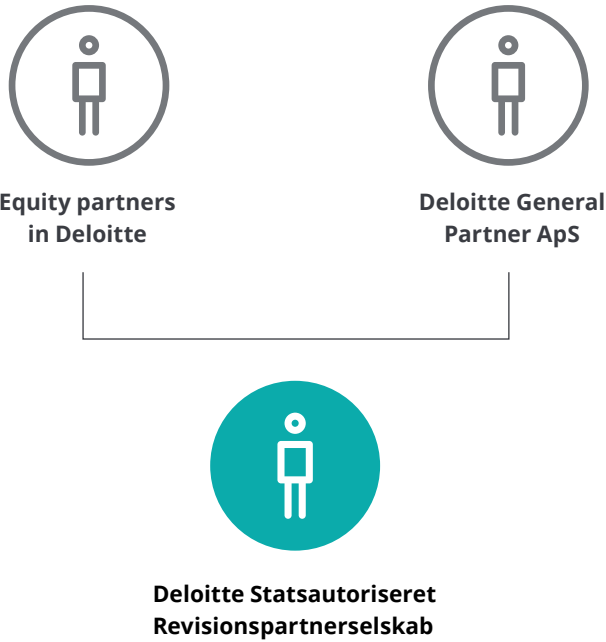 Equity partners
in Deloitte
Deloitte General
Partner ApS
Deloitte Statsautoriseret
Revisionspartnerselskab